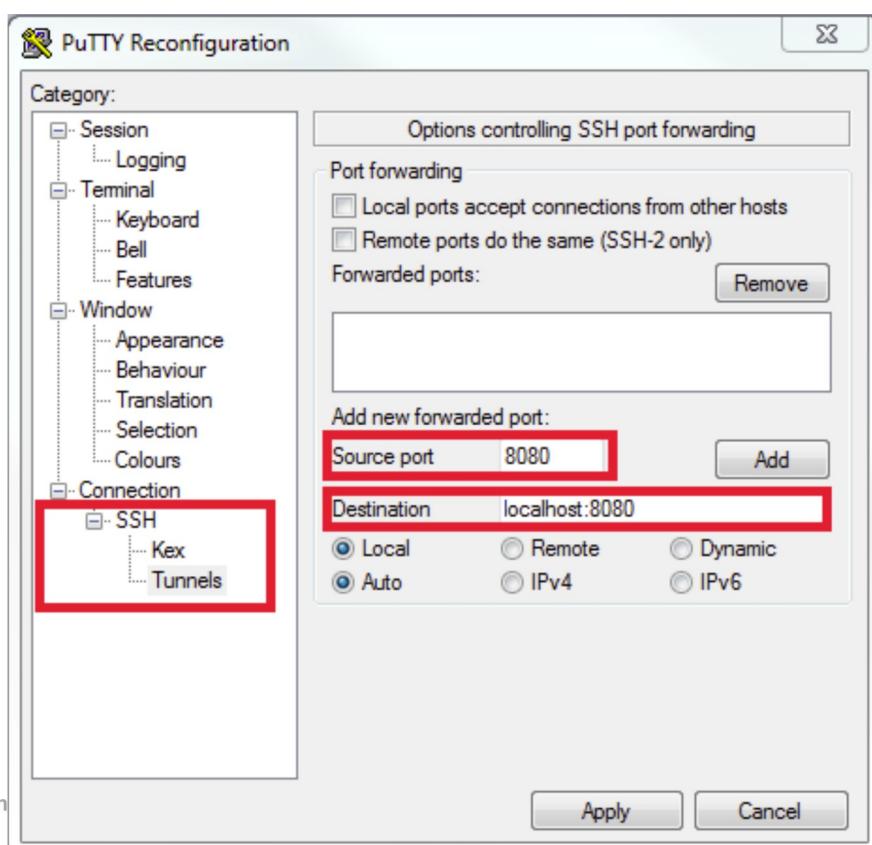 PuTTY Reconfiguration
Category:
Session
Logging
Terminal
Keyboard
Bell
Features
Window
Appearance
Behaviour
Translation
Selection
Colours
Connection
SSH
Kex
Tunnels
Options controlling SSH port forwarding
Port forwarding
Local ports accept connections from other hosts
Remote ports do the same (SSH-2 only)
Forwarded ports:
Remove
Add new forwarded port:
Source port 8080 Add
Destination localhost:8080
Local Remote Dynamic
Auto IPv4 IPv6
Apply Cancel